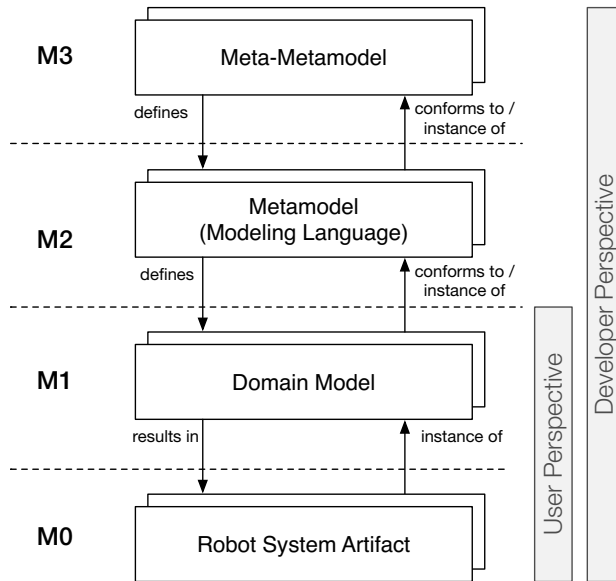 M3
Meta-Metamodel
defines
conforms to /
instance of
M2
Metamodel
(Modeling Language)
defines
conforms to /
instance of
M1
Domain Model
results in
instance of
M0
Robot System Artifact
User Perspective
Developer Perspective